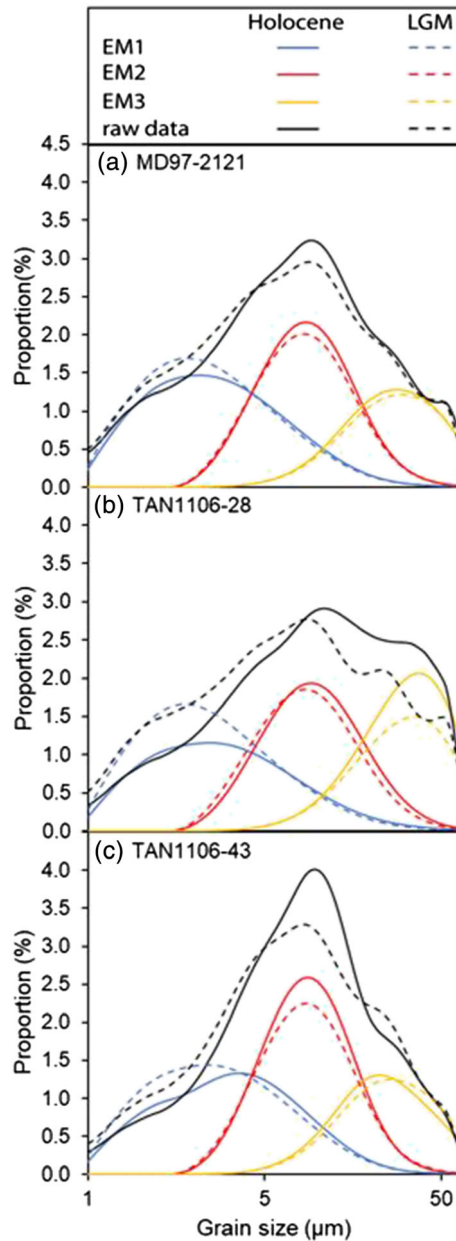 Holocene LGM
EM1
EM2
EM3
raw data
4.5
(a) MD97-2121
4.0
3.5
3.0
2.5
2.0
1.5
1.0
0.5
0.0
Proportion(%)
(b) TAN1106-28
4.0
3.5
3.0
2.5
2.0
1.5
1.0
0.5
0.0
Proportion (%)
(c) TAN1106-43
4.0
3.5
3.0
2.5
2.0
1.5
1.0
0.5
0.0
Proportion (%)
1 5 50
Grain size (µm)